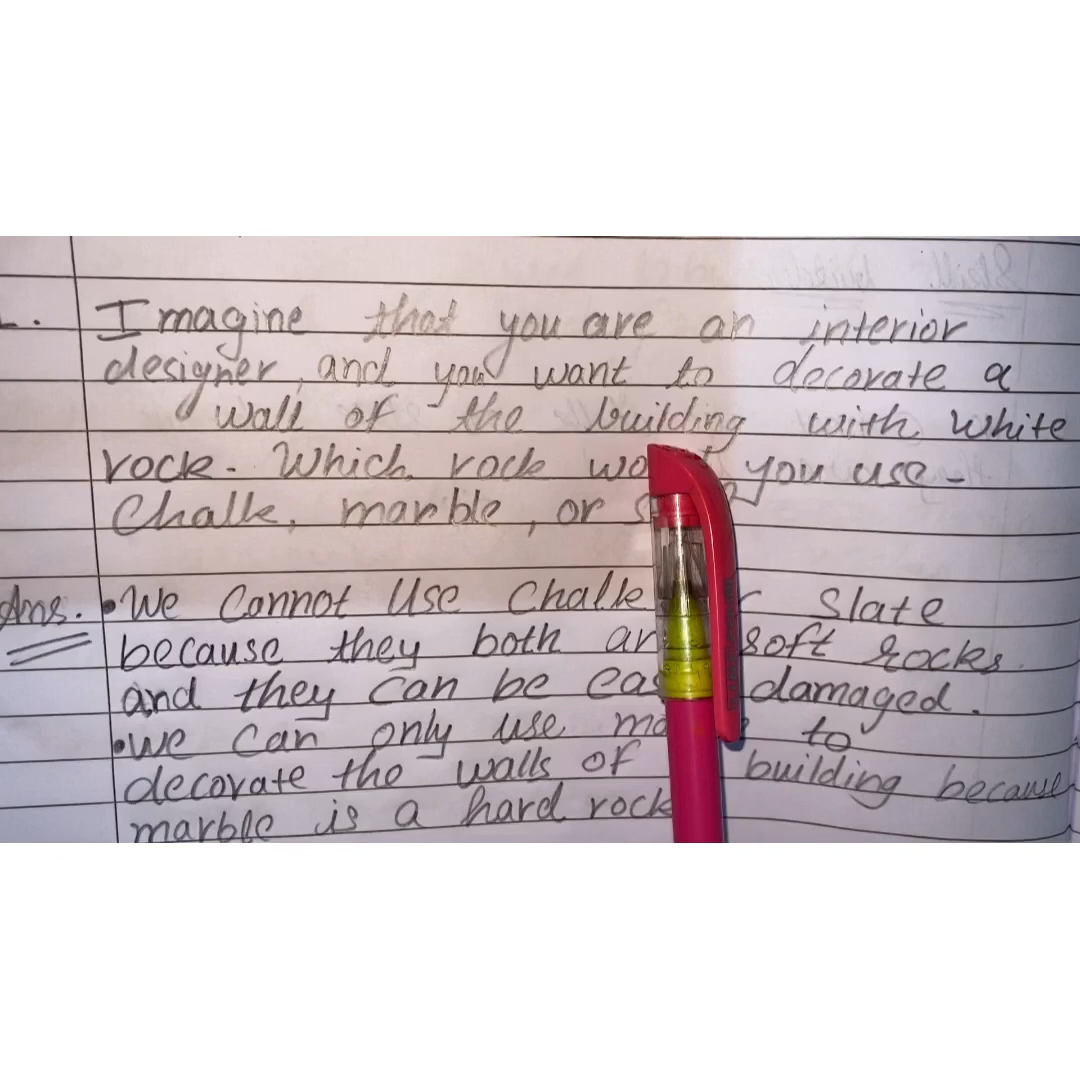 Imagine that you are an interior
designer, and you want to decorate a
wall of the building with white
rock. Which rock you use-
Chalk, marble, or
Ans. •We Cannot Use Chalk Slate
because they both soft rocks.
and they can be damaged.
•we can only use to
decorate the walls of building because
marble is a hard rock